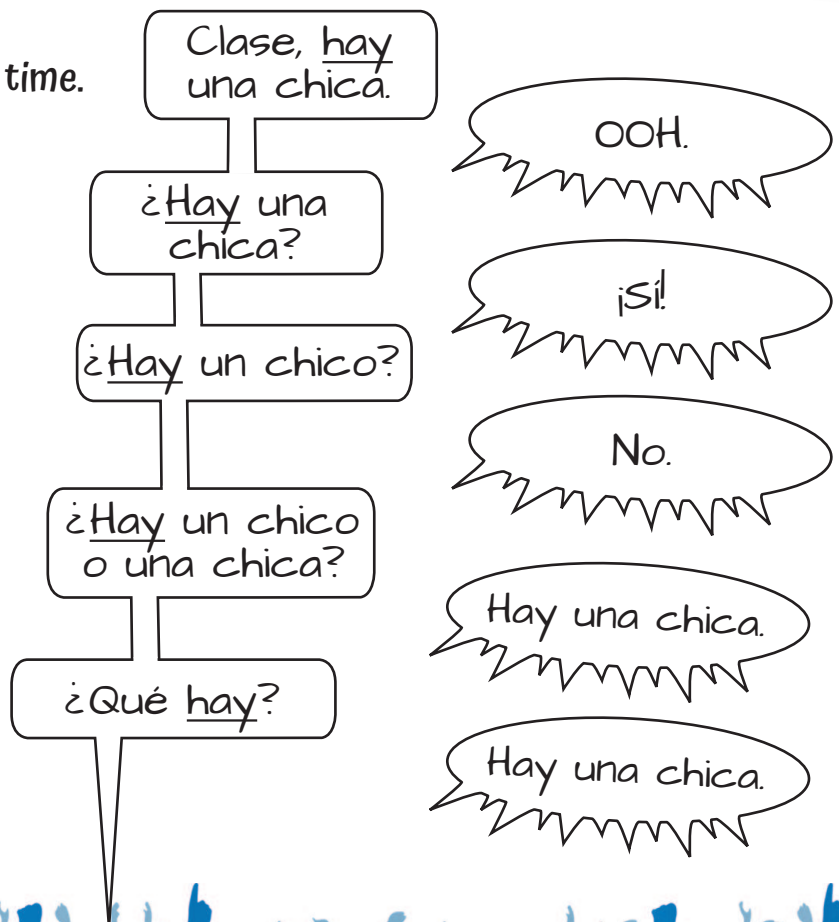 time.
Clase, hay
una chica.
OOH.
¿Hay una
chica?
¡Sí!
¿Hay un chico?
No.
¿Hay un chico
o una chica?
Hay una chica.
¿Qué hay?
Hay una chica.